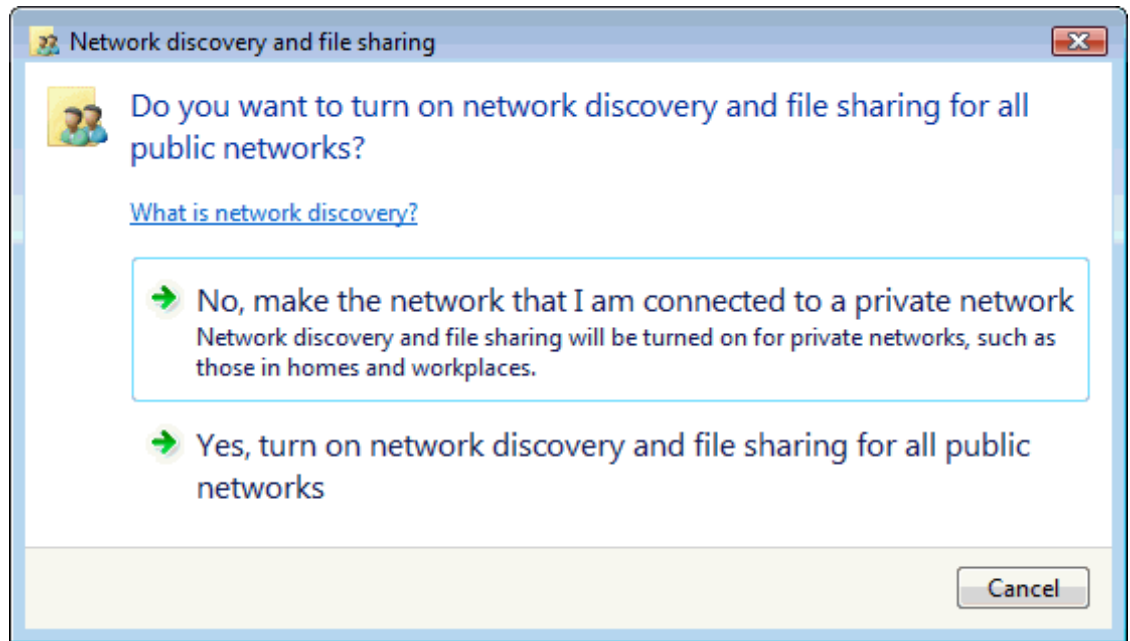 Network discovery and file sharing
Do you want to turn on network discovery and file sharing for all
public networks?
What is network discovery?
No, make the network that I am connected to a private network
Network discovery and file sharing will be turned on for private networks, such as
those in homes and workplaces.
Yes, turn on network discovery and file sharing for all public
networks
Cancel